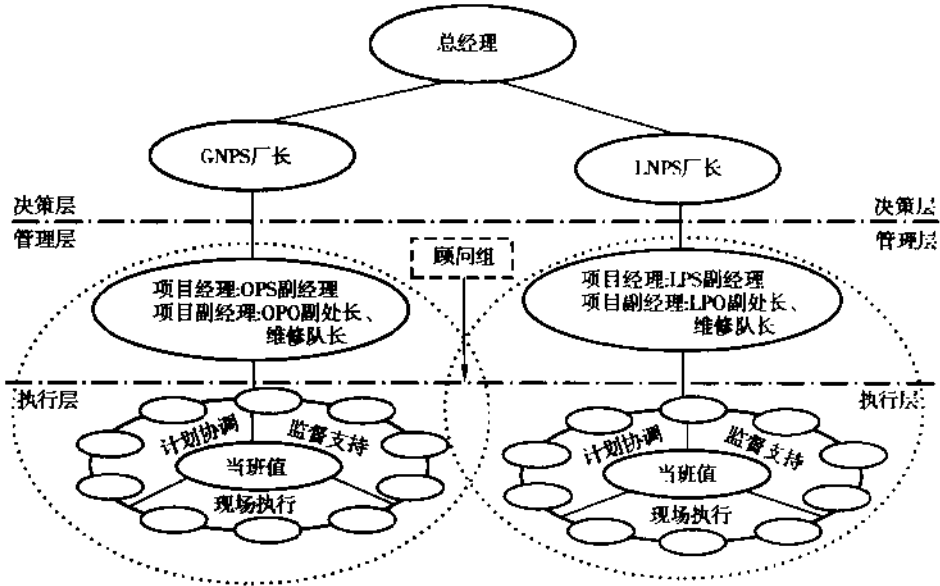 总经理
GNPS厂长
LNPS厂长
决策层
决策层
管理层
管理层
顾问组
项目经理:OPS副经理
项目副经理:OPO副处长、
维修队长
项目经理:LPS副经理
项目副经理:LPO副处长、
维修队长
执行层
执行层
计划协调
监督支持
当班值
现场执行
计划协调
监督支持
当班值
现场执行